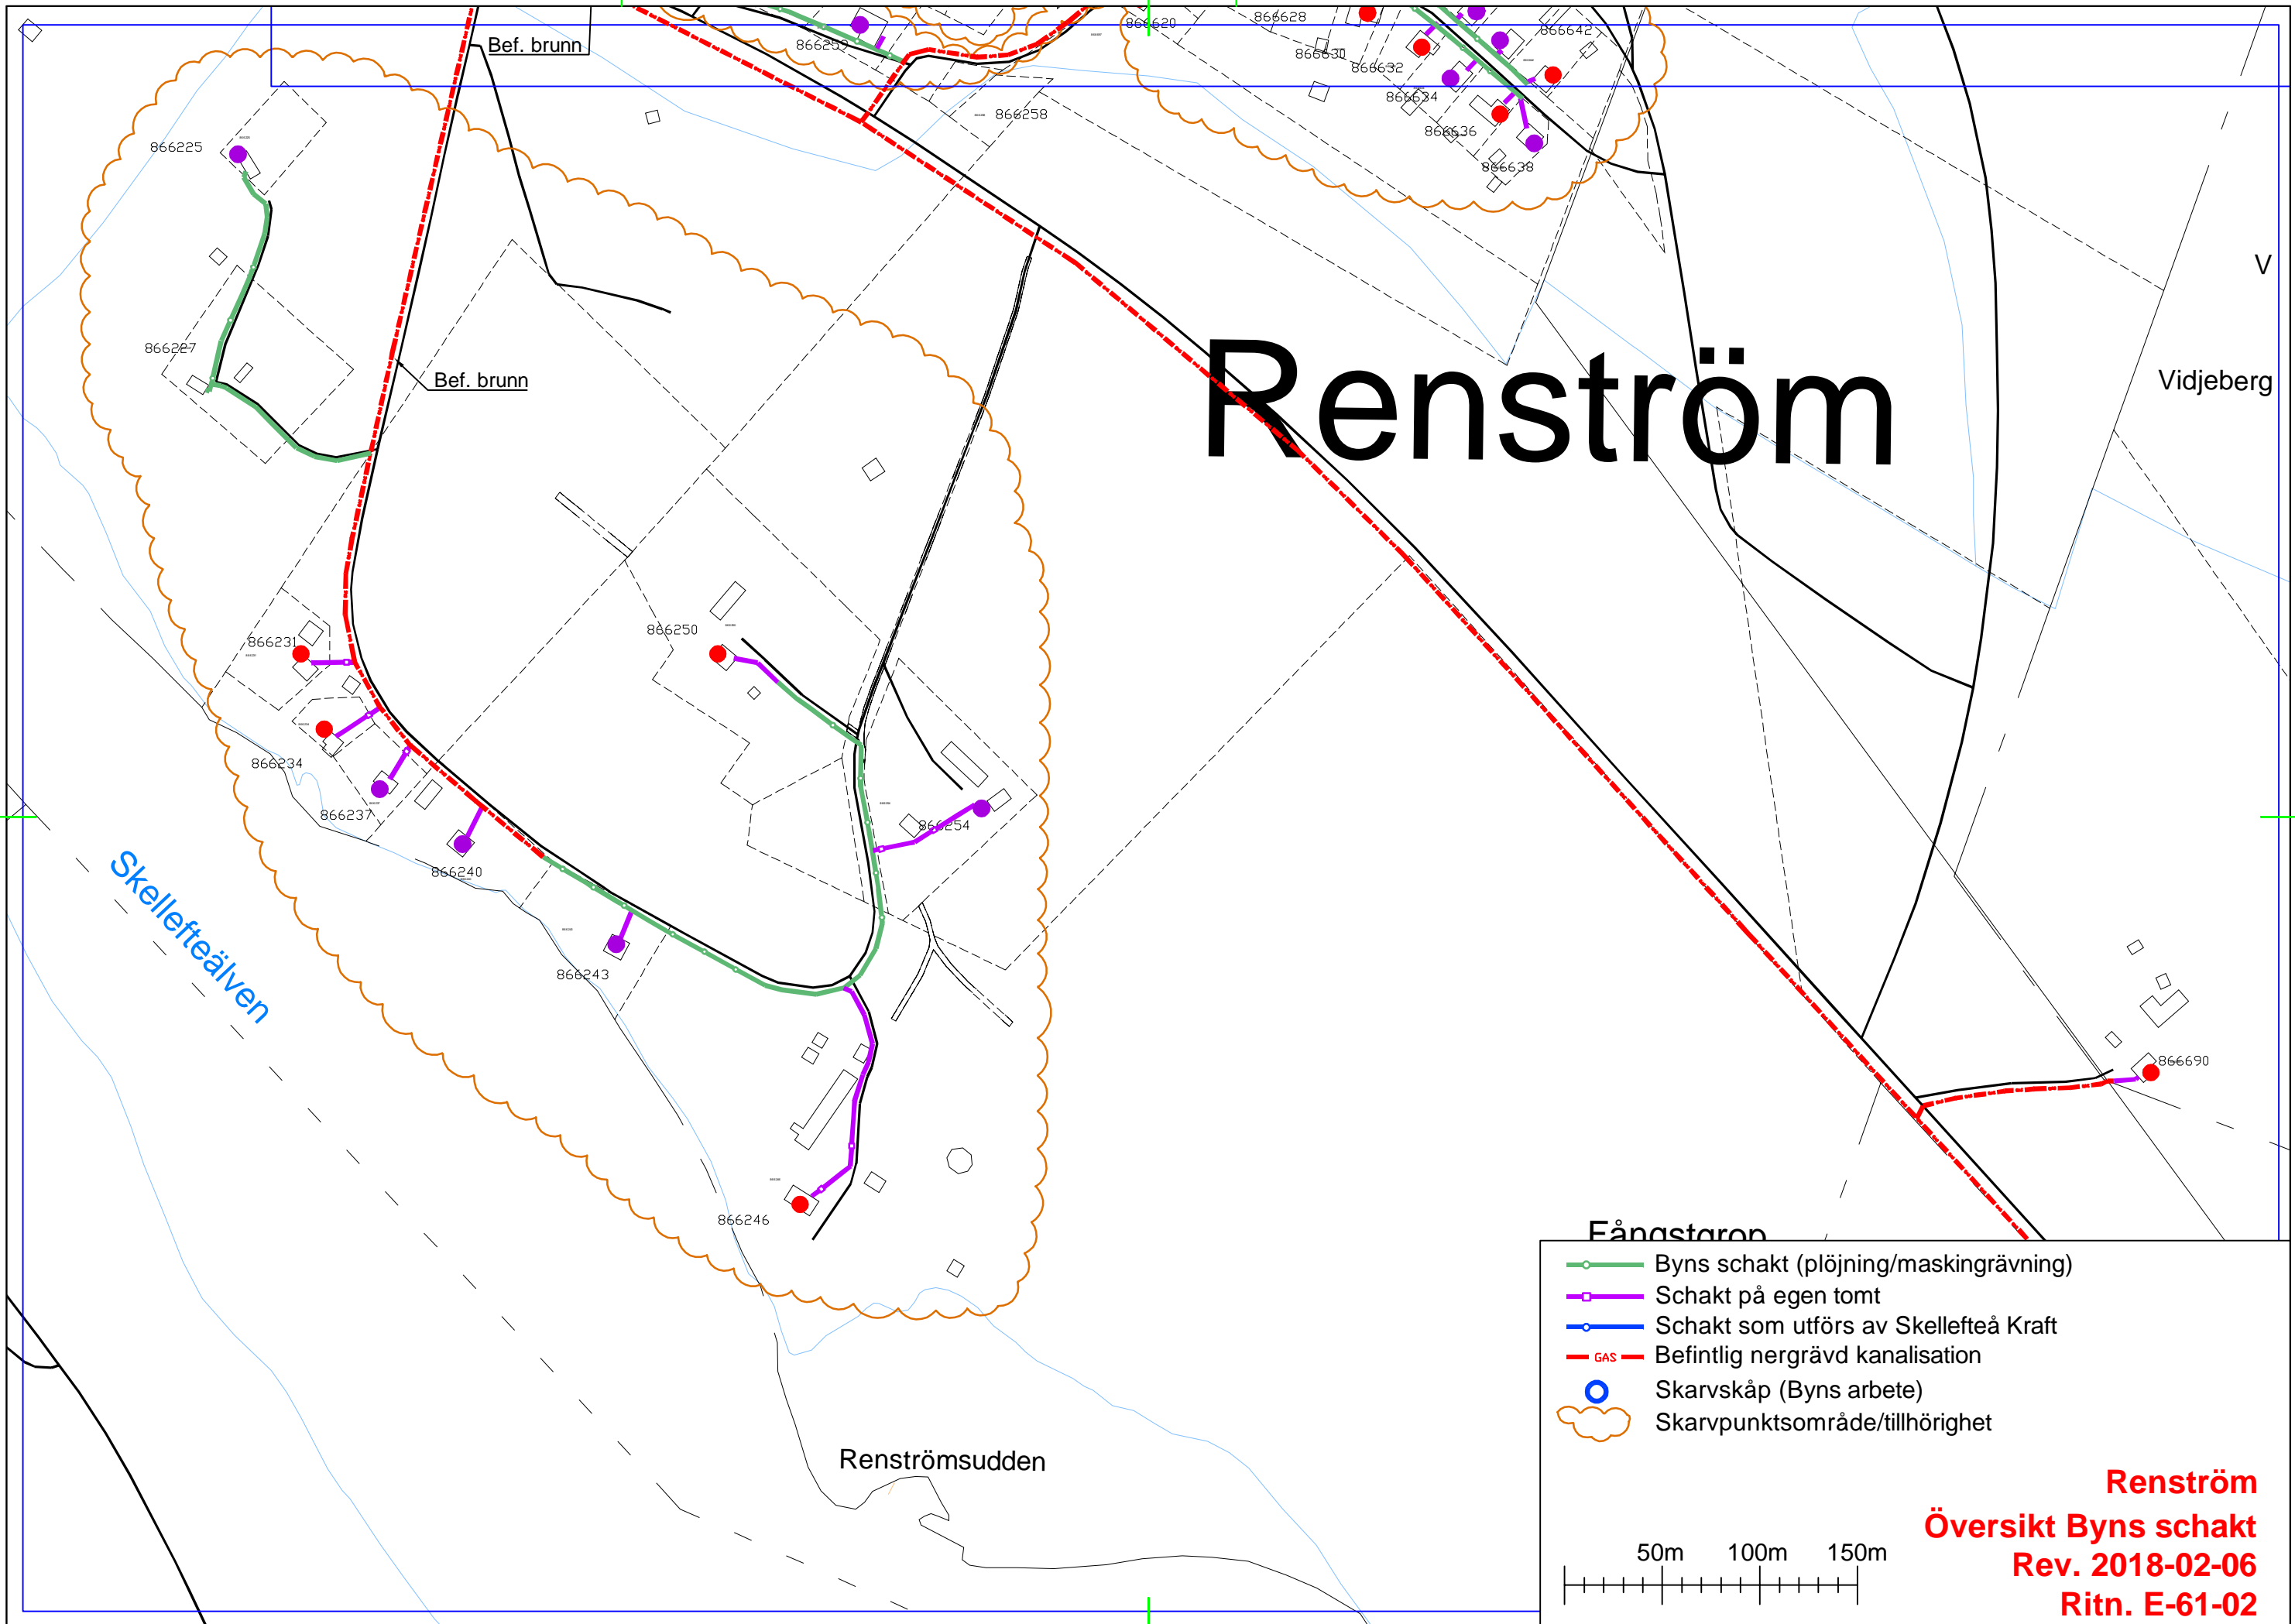 866620
866628
866642
Bef. brunn
866259
866630
866632
866634
866258
866636
866225
866638
V
866227
Bef. brunn
Renström
Vidjeberg
866231
866250
866234
866237
866254
866240
Skellefteälven
866243
866690
866246
Fångstgrop
Byns schakt (plöjning/maskingrävning)
Schakt på egen tomt
Schakt som utförs av Skellefteå Kraft
GAS Befintlig nergrävd kanalisation
Skarvskåp (Byns arbete)
Skarvpunktsområde/tillhörighet
Renströmsudden
Renström
Översikt Byns schakt
Rev. 2018-02-06
Ritn. E-61-02
50m 100m 150m